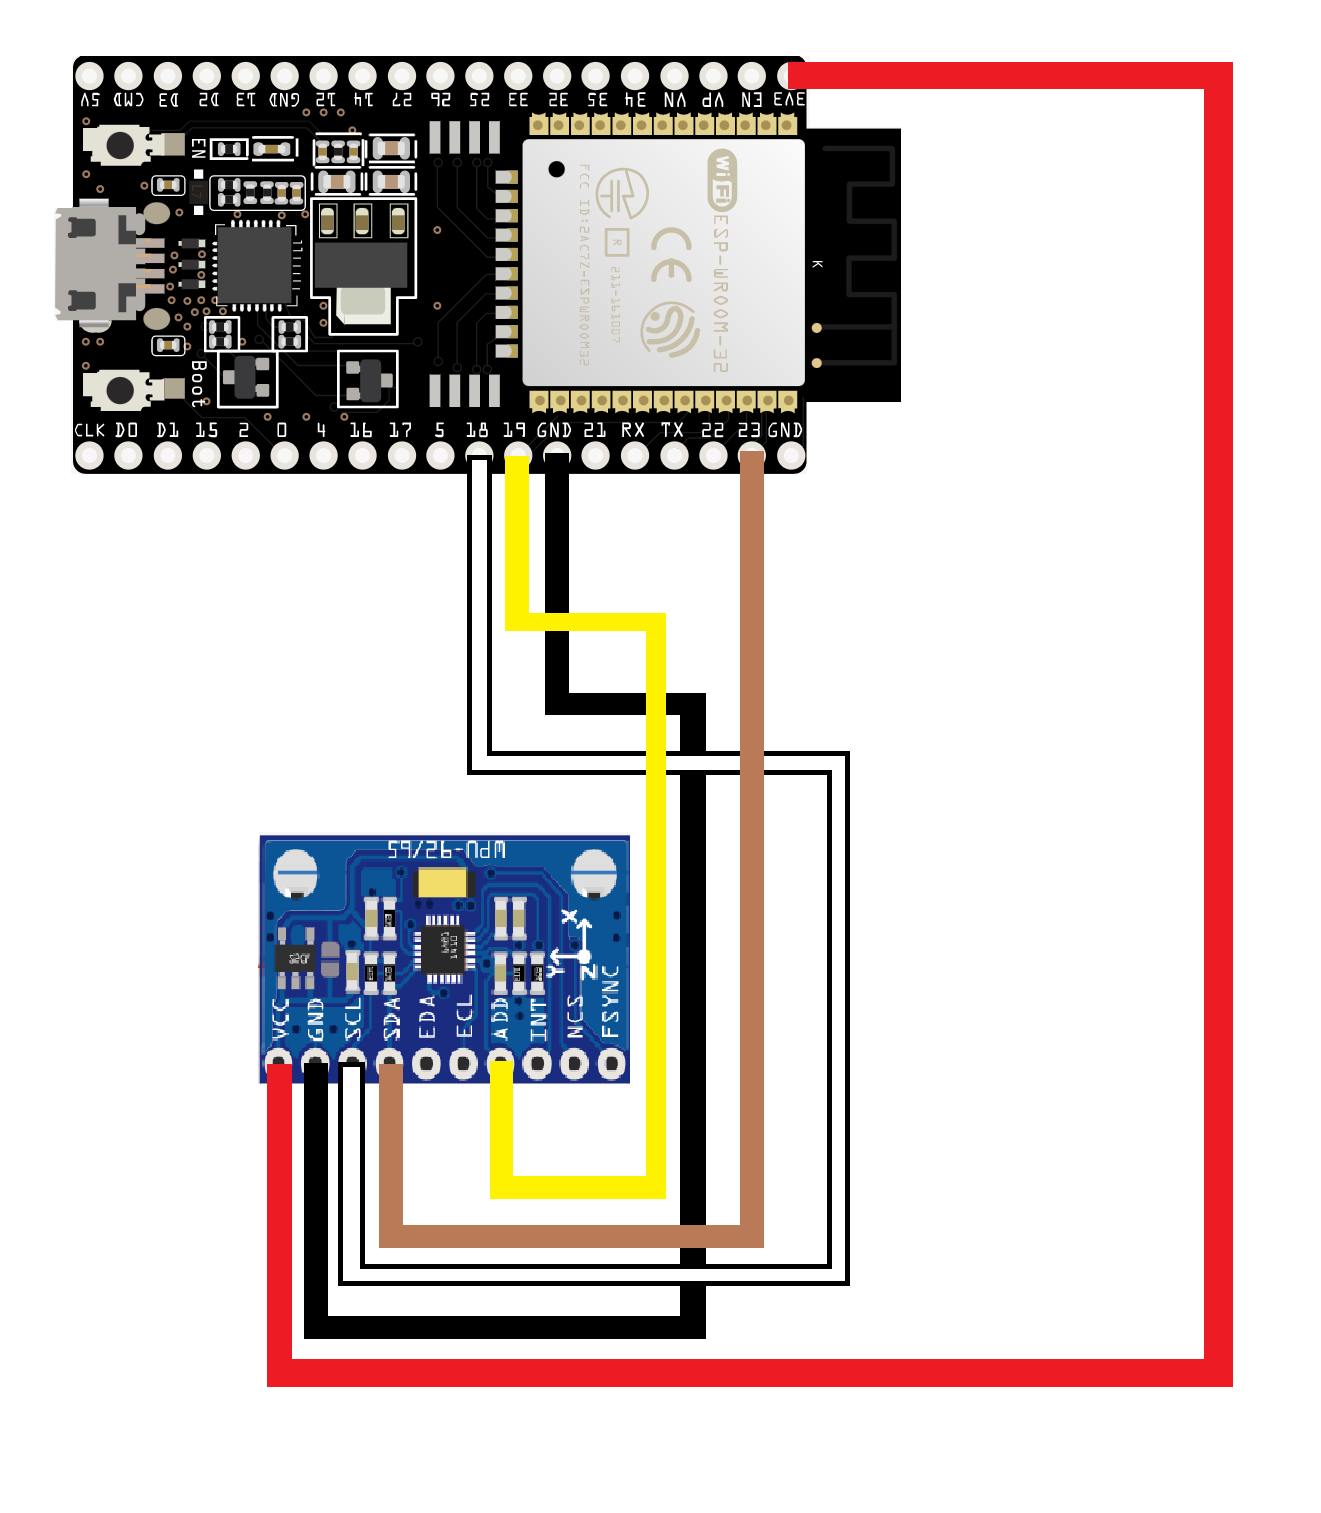 5V CMD D3 D2 13 GND 12 14 27 26 25 33 32 35 34 VN VP EN 3V3
EN
Boot
WiFi
ESP-WROOM-32
CE
R
211-161007
FCC ID:2AC7Z-ESPWROOM32
K
CLK D0 D1 15 2 0 4 16 17 5 18 19 GND 21 RX TX 22 23 GND
MPU-92/65
X
Y
Z
VCC GND SCL SDA EDA ECL ADD INT NCS FSYNC